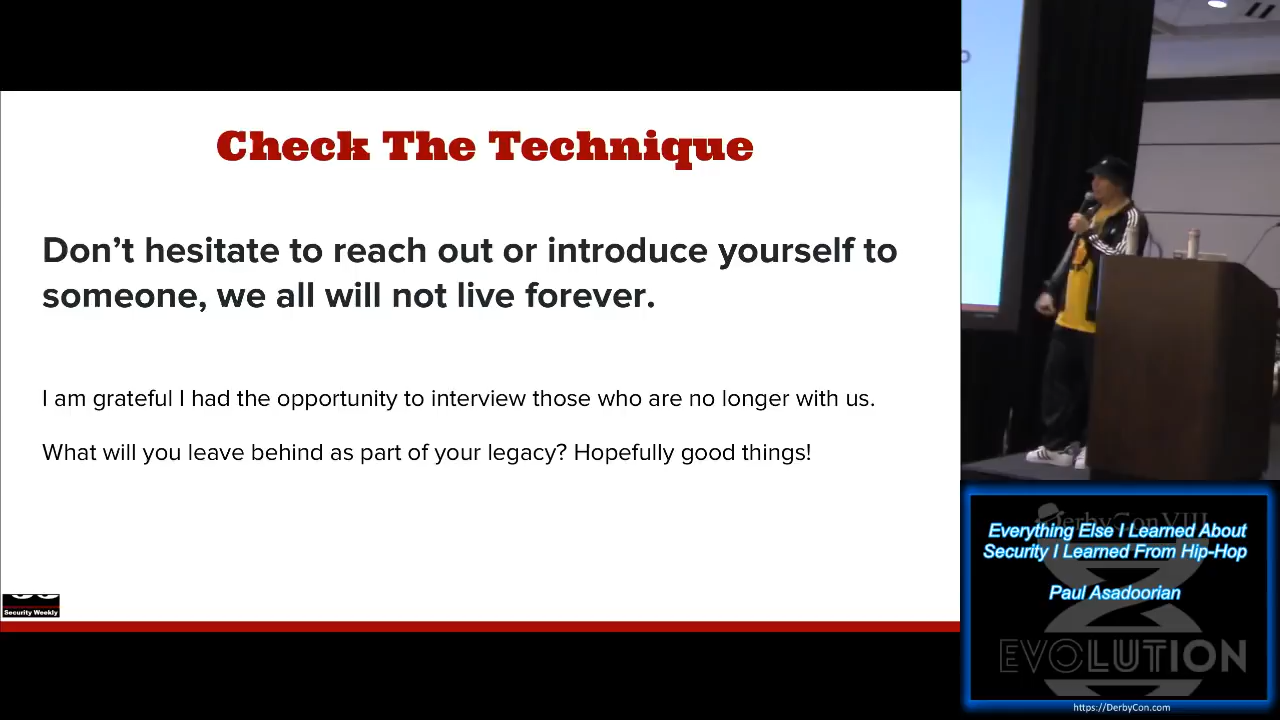 Check The Technique
Don't hesitate to reach out or introduce yourself to
someone, we all will not live forever.
I am grateful I had the opportunity to interview those who are no longer with us.
What will you leave behind as part of your legacy? Hopefully good things!
Security Weekly
DerbyCon VIII
Everything Else I Learned About
Security I Learned From Hip-Hop
Paul Asadoorian
EVOLUTION
https://DerbyCon.com